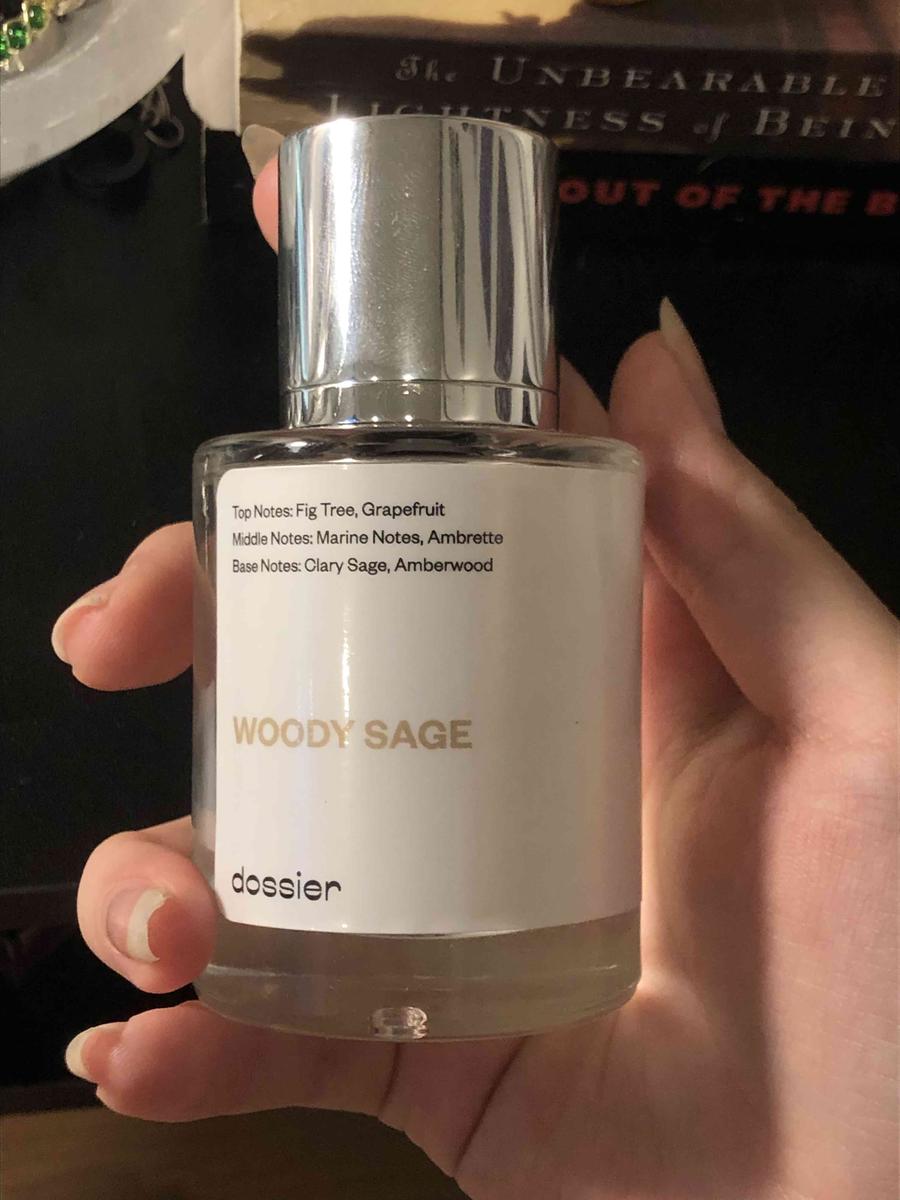 The UNBEARABLE
LIGHTNESS of BEIN
OUT OF THE B
Top Notes: Fig Tree, Grapefruit
Middle Notes: Marine Notes, Ambrette
Base Notes: Clary Sage, Amberwood
WOODY SAGE
dossier